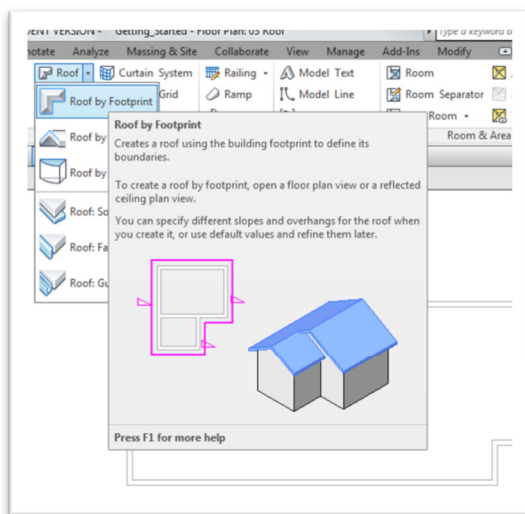 DENT VERSION - Getting_Started - Floor Plan: 03 Roof
Type a keyword o
notate Analyze Massing & Site Collaborate View Manage Add-Ins Modify
Roof Curtain System Railing Model Text Room
Roof by Footprint Grid Ramp Model Line Room Separator
Roof by Room
Room & Area
Roof by
Roof: So
Roof: Fa
Roof: Gu
Roof by Footprint
Creates a roof using the building footprint to define its
boundaries.
To create a roof by footprint, open a floor plan view or a reflected
ceiling plan view.
You can specify different slopes and overhangs for the roof when
you create it, or use default values and refine them later.
Press F1 for more help